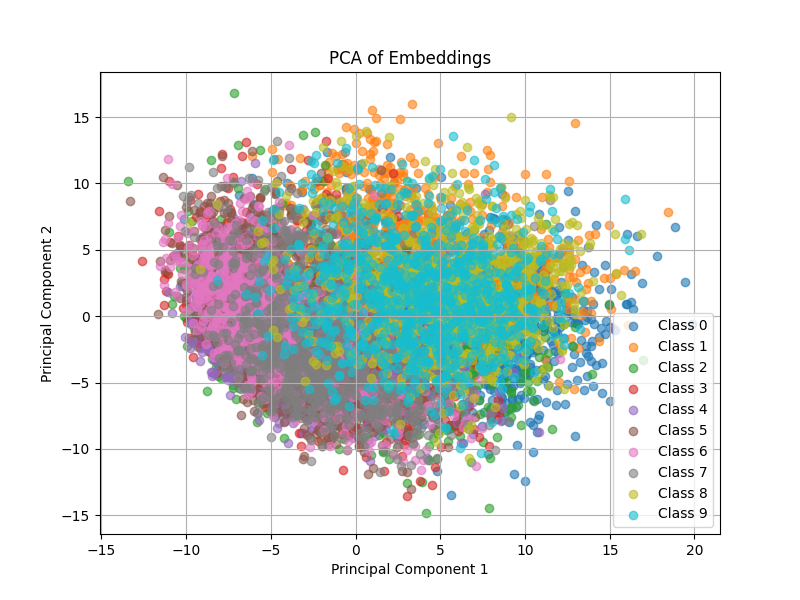 PCA of Embeddings
Principal Component 2
15
10
5
0
−5
−10
−15
−15
−10
−5
0
5
10
15
20
Principal Component 1
Class 0
Class 1
Class 2
Class 3
Class 4
Class 5
Class 6
Class 7
Class 8
Class 9